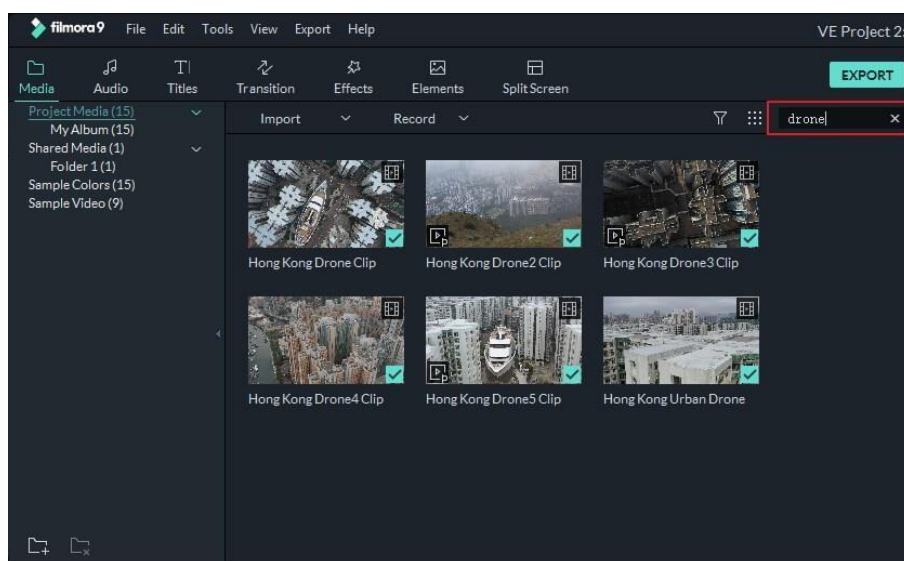 filmora9 File Edit Tools View Export Help VE Project 2:
Media Audio Titles Transition Effects Elements Split Screen EXPORT
Project Media (15)
My Album (15)
Shared Media (1)
Folder 1 (1)
Sample Colors (15)
Sample Video (9)
Import Record drone
Hong Kong Drone Clip Hong Kong Drone2 Clip Hong Kong Drone3 Clip
Hong Kong Drone4 Clip Hong Kong Drone5 Clip Hong Kong Urban Drone